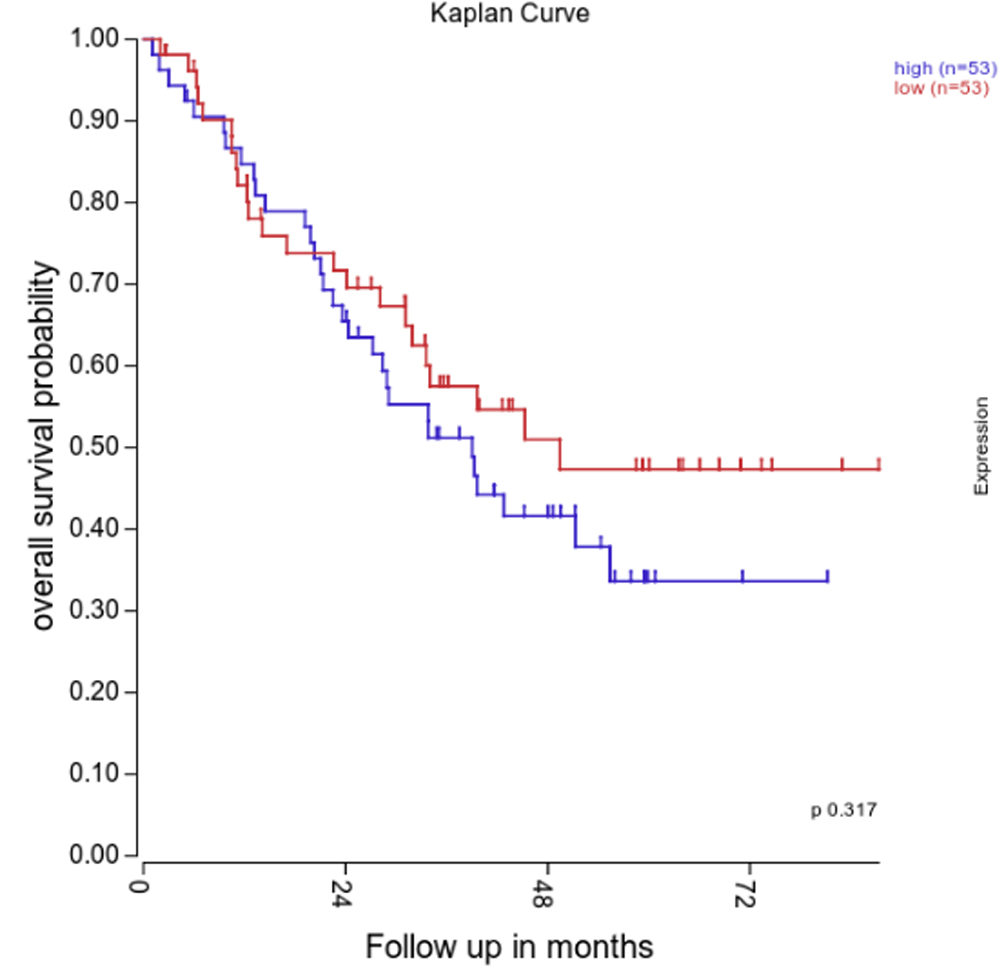 Kaplan Curve
high (n=53)
low (n=53)
overall survival probability
1.00
0.90
0.80
0.70
0.60
0.50
0.40
0.30
0.20
0.10
0.00
Expression
p 0.317
0
24
48
72
Follow up in months